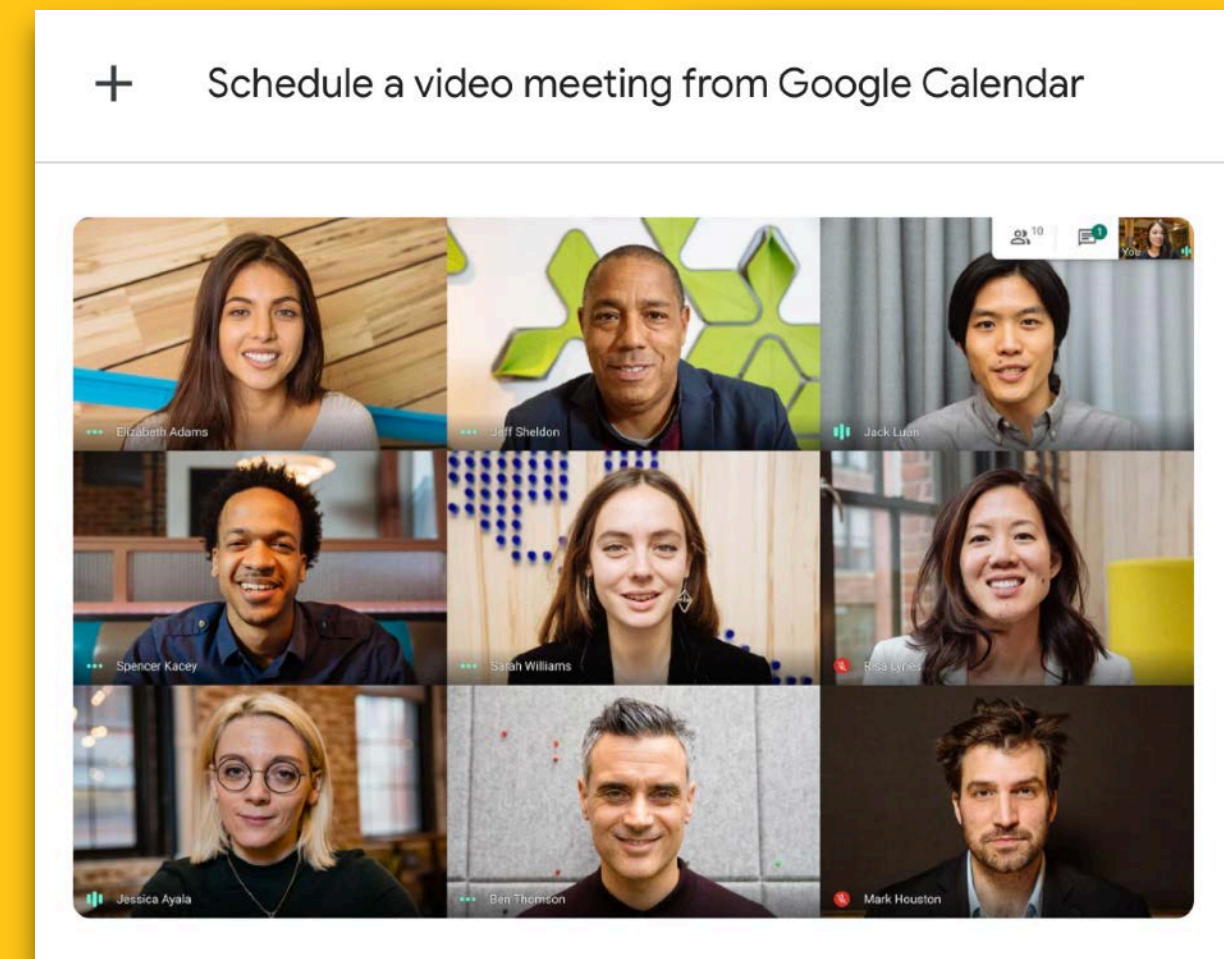 + Schedule a video meeting from Google Calendar
10
1
You
Elizabeth Adams
Jeff Sheldon
Jack Luan
Spencer Kacey
Sarah Williams
Risa Lynes
Jessica Ayala
Ben Thomson
Mark Houston